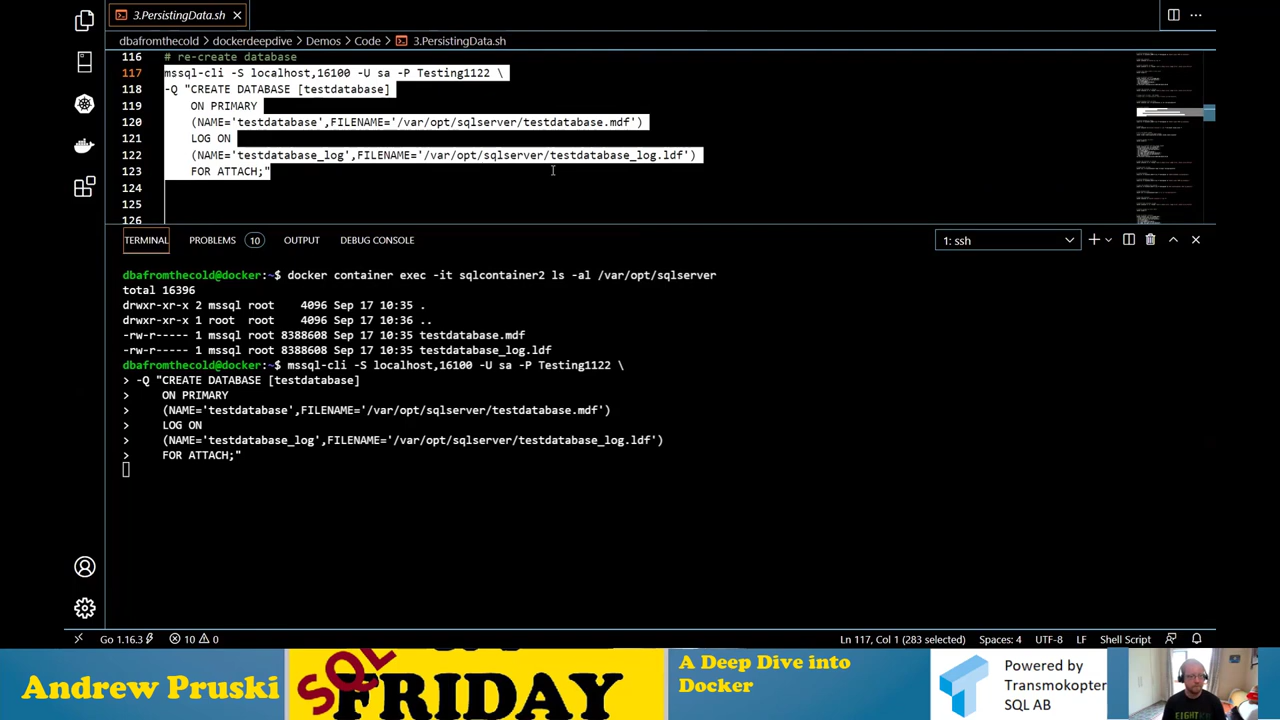 3.PersistingData.sh
dbafromthecold > dockerdeepdive > Demos > Code > 3.PersistingData.sh
116 # re-create database
117 mssql-cli -S localhost,16100 -U sa -P Testing1122 \
118 -Q "CREATE DATABASE [testdatabase]
119 ON PRIMARY
120 (NAME='testdatabase',FILENAME='/var/opt/sqlserver/testdatabase.mdf')
121 LOG ON
122 (NAME='testdatabase_log',FILENAME='/var/opt/sqlserver/testdatabase_log.ldf')
123 FOR ATTACH;"
124
125
126
TERMINAL PROBLEMS 10 OUTPUT DEBUG CONSOLE 1: ssh
dbafromthecold@docker:~$ docker container exec -it sqlcontainer2 ls -al /var/opt/sqlserver
total 16396
drwxr-xr-x 2 mssql root 4096 Sep 17 10:35 .
drwxr-xr-x 1 root root 4096 Sep 17 10:36 ..
-rw-r----- 1 mssql root 8388608 Sep 17 10:35 testdatabase.mdf
-rw-r----- 1 mssql root 8388608 Sep 17 10:35 testdatabase_log.ldf
dbafromthecold@docker:~$ mssql-cli -S localhost,16100 -U sa -P Testing1122 \
> -Q "CREATE DATABASE [testdatabase]
> ON PRIMARY
> (NAME='testdatabase',FILENAME='/var/opt/sqlserver/testdatabase.mdf')
> LOG ON
> (NAME='testdatabase_log',FILENAME='/var/opt/sqlserver/testdatabase_log.ldf')
> FOR ATTACH;"
Go 1.16.3 10 0 Ln 117, Col 1 (283 selected) Spaces: 4 UTF-8 LF Shell Script
Andrew Pruski
SQL
FRIDAY
A Deep Dive into
Docker
Powered by
Transmokopter
SQL AB